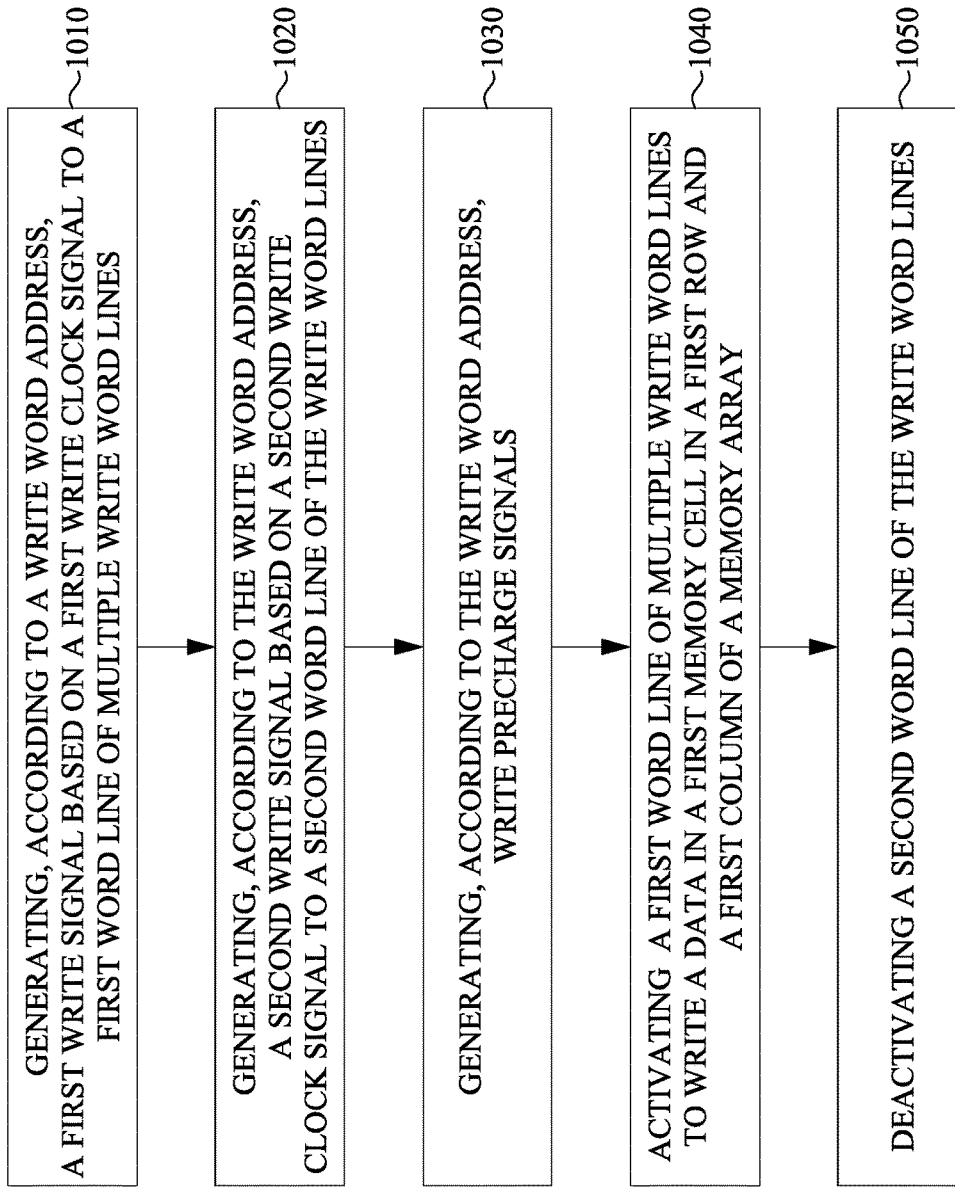 GENERATING, ACCORDING TO A WRITE WORD ADDRESS,
A FIRST WRITE SIGNAL BASED ON A FIRST WRITE CLOCK SIGNAL TO A
FIRST WORD LINE OF MULTIPLE WRITE WORD LINES
1010
GENERATING, ACCORDING TO THE WRITE WORD ADDRESS,
A SECOND WRITE SIGNAL BASED ON A SECOND WRITE
CLOCK SIGNAL TO A SECOND WORD LINE OF THE WRITE WORD LINES
1020
GENERATING, ACCORDING TO THE WRITE WORD ADDRESS,
WRITE PRECHARGE SIGNALS
1030
ACTIVATING A FIRST WORD LINE OF MULTIPLE WRITE WORD LINES
TO WRITE A DATA IN A FIRST MEMORY CELL IN A FIRST ROW AND
A FIRST COLUMN OF A MEMORY ARRAY
1040
DEACTIVATING A SECOND WORD LINE OF THE WRITE WORD LINES
1050